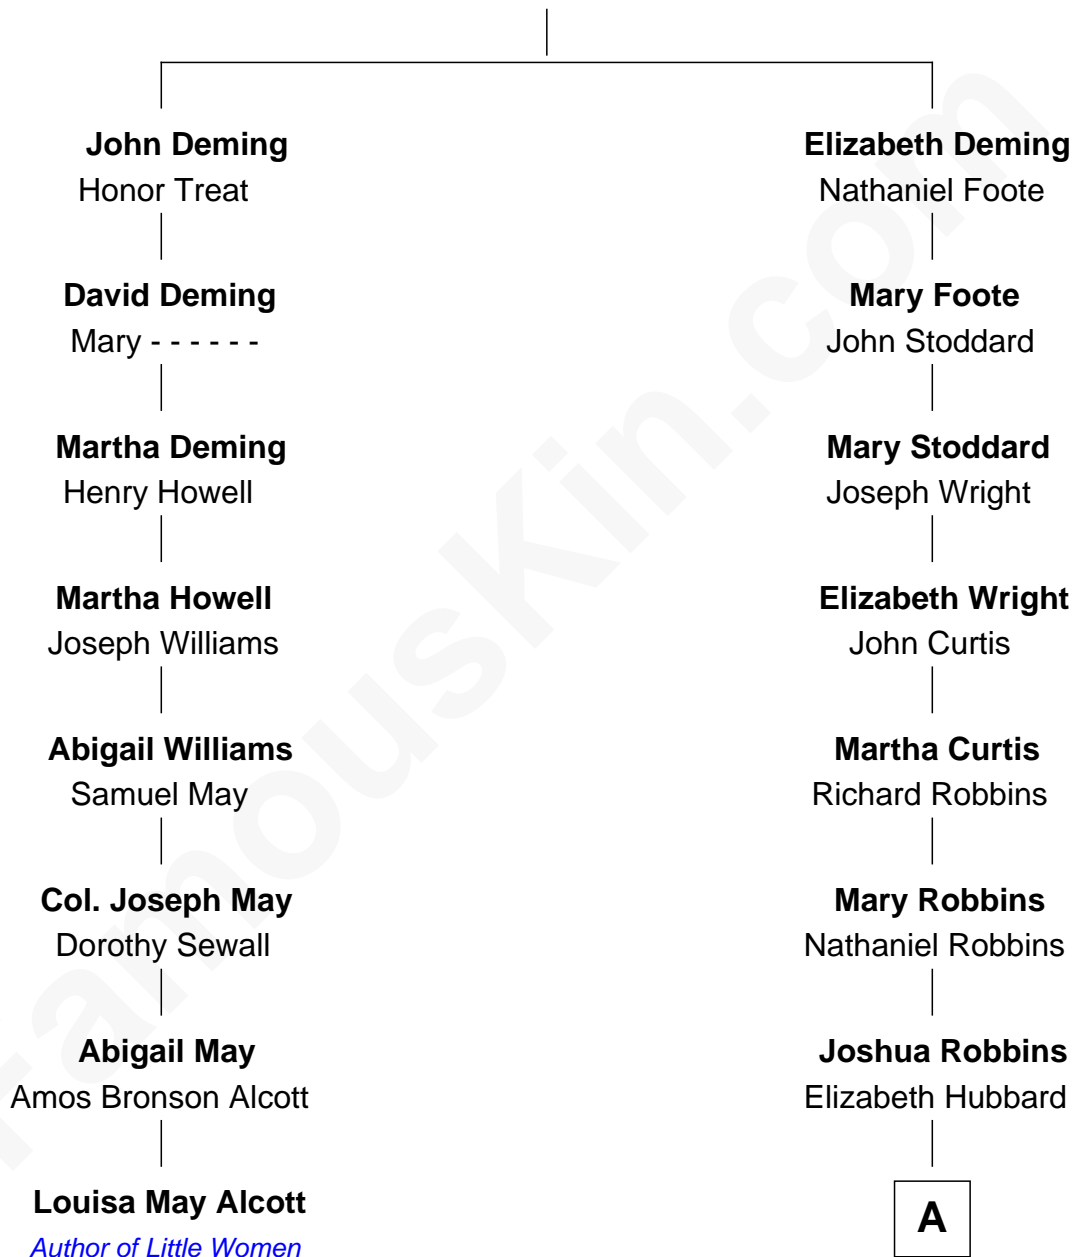 John Deming
Honor Treat
David Deming
Mary - - - - - -
Martha Deming
Henry Howell
Martha Howell
Joseph Williams
Abigail Williams
Samuel May
Col. Joseph May
Dorothy Sewall
Abigail May
Amos Bronson Alcott
Louisa May Alcott
Author of Little Women
Elizabeth Deming
Nathaniel Foote
Mary Foote
John Stoddard
Mary Stoddard
Joseph Wright
Elizabeth Wright
John Curtis
Martha Curtis
Richard Robbins
Mary Robbins
Nathaniel Robbins
Joshua Robbins
Elizabeth Hubbard
A
FamousKin.com